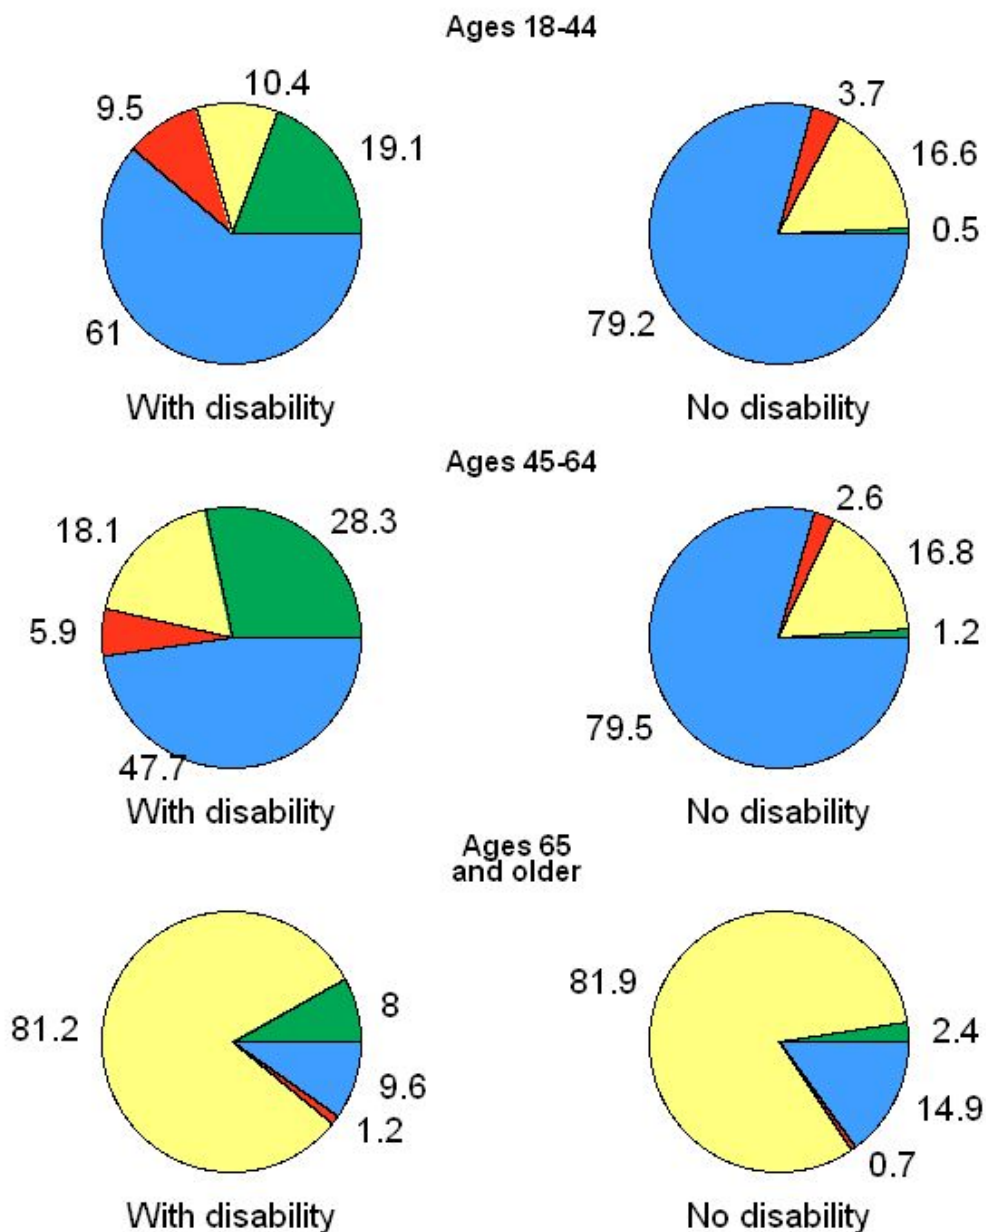 Ages 18-44
9.5
10.4
19.1
61
With disability
3.7
16.6
0.5
79.2
No disability
Ages 45-64
18.1
28.3
5.9
47.7
With disability
2.6
16.8
1.2
79.5
No disability
Ages 65
and older
81.2
8
9.6
1.2
With disability
81.9
2.4
14.9
0.7
No disability